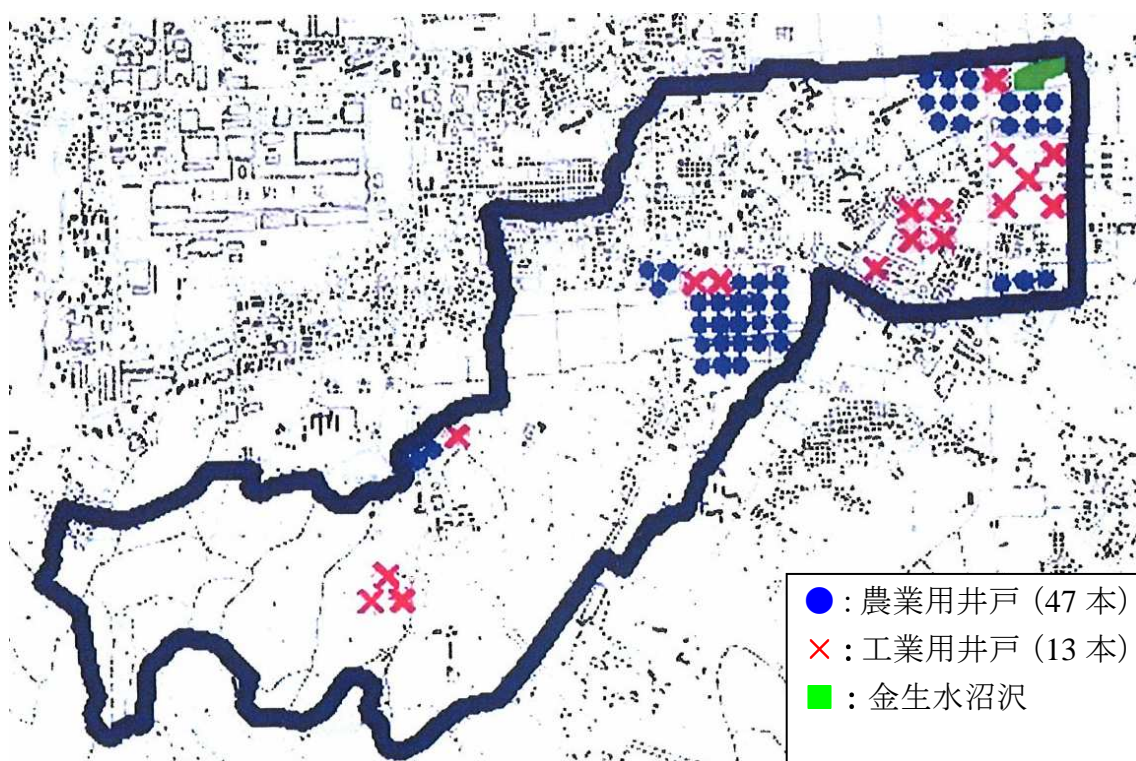 ● : 農業用井戸（47 本）
× : 工業用井戸（13 本）
■ : 金生水沼沢